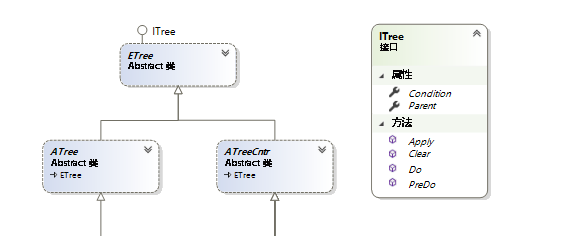 ITree
ETree
Abstract 类
ATree
Abstract 类
ETree
ATreeCntr
Abstract 类
ETree
ITree
接口
属性
Condition
Parent
方法
Apply
Clear
Do
PreDo